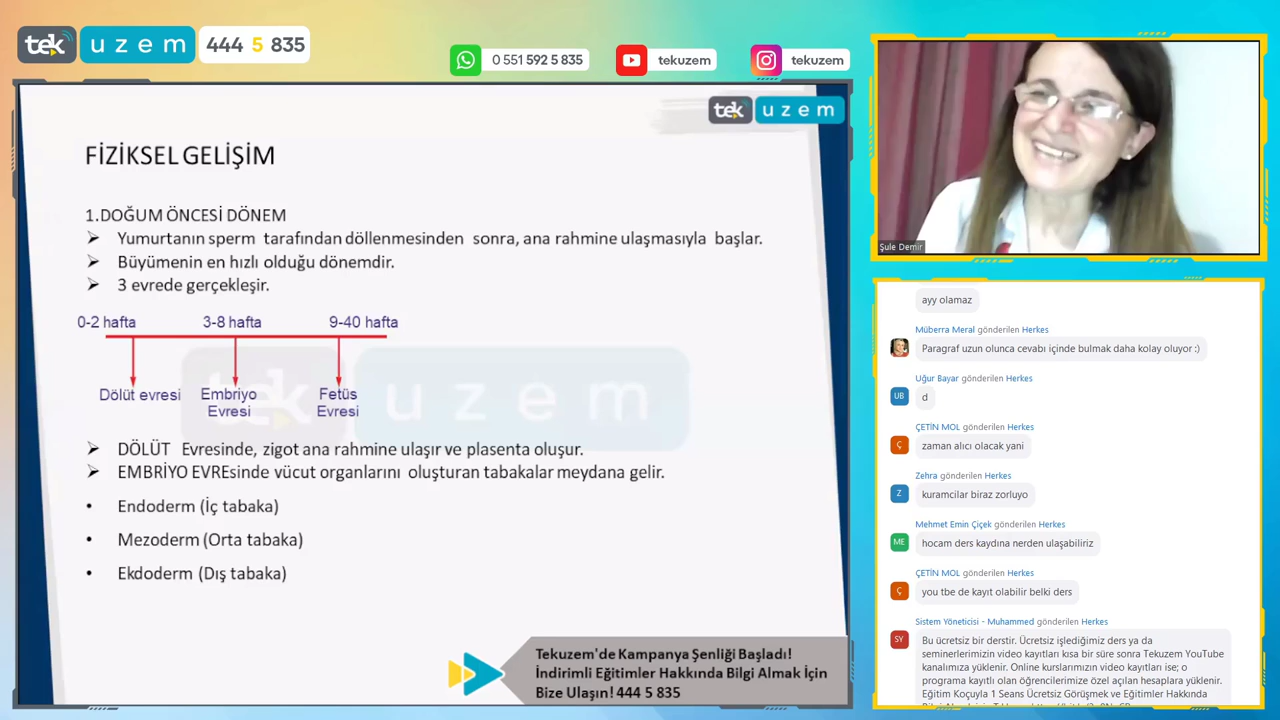 tek uzem 444 5 835
0 551 592 5 835
tekuzem
tekuzem
tek uzem
FİZİKSEL GELİŞİM
1.DOĞUM ÖNCESİ DÖNEM
➢ Yumurtanın sperm tarafından döllenmesinden sonra, ana rahmine ulaşmasıyla başlar.
➢ Büyümenin en hızlı olduğu dönemdir.
➢ 3 evrede gerçekleşir.
0-2 hafta 3-8 hafta 9-40 hafta
Dölüt evresi Embriyo Fetüs
Evresi Evresi
tek uzem
➢ DÖLÜT Evresinde, zigot ana rahmine ulaşır ve plasenta oluşur.
➢ EMBRİYO EVREsinde vücut organlarını oluşturan tabakalar meydana gelir.
• Endoderm (İç tabaka)
• Mezoderm (Orta tabaka)
• Ekdoderm (Dış tabaka)
Tekuzem'de Kampanya Şenliği Başladı!
İndirimli Eğitimler Hakkında Bilgi Almak İçin
Bize Ulaşın! 444 5 835
Şule Demir
ayy olamaz
Müberra Meral gönderilen Herkes
Paragraf uzun olunca cevabı içinde bulmak daha kolay oluyor :)
Uğur Bayar gönderilen Herkes
UB
d
ÇETİN MOL gönderilen Herkes
Ç
zaman alıcı olacak yani
Zehra gönderilen Herkes
Z
kuramcılar biraz zorluyo
Mehmet Emin Çiçek gönderilen Herkes
ME
hocam ders kaydına nerden ulaşabiliriz
ÇETİN MOL gönderilen Herkes
Ç
you tbe de kayıt olabilir belki ders
Sistem Yöneticisi - Muhammed gönderilen Herkes
SY
Bu ücretsiz bir derstir. Ücretsiz işlediğimiz ders ya da
seminerlerimizin video kayıtları kısa bir süre sonra Tekuzem YouTube
kanalımıza yüklenir. Online kurslarımızın video kayıtları ise; o
programa kayıtlı olan öğrencilerimize özel açılan hesaplara yüklenir.
Eğitim Koçuyla 1 Seans Ücretsiz Görüşmek ve Eğitimler Hakkında